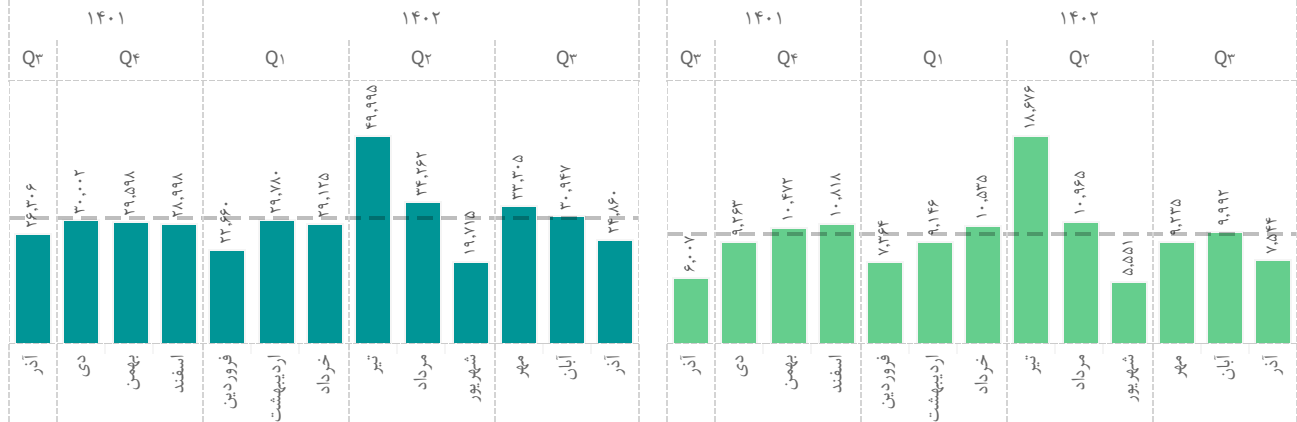 ۱۴۰۱ ۱۴۰۲
Q۳ Q۴ Q۱ Q۲ Q۳
۲۶,۳۰۶ ۳۰,۰۰۲ ۲۹,۵۹۸ ۲۸,۹۹۸ ۲۲,۶۶۰ ۲۹,۷۸۰ ۲۹,۱۲۵ ۴۹,۹۹۵ ۳۴,۲۶۲ ۱۹,۷۱۵ ۳۳,۳۰۵ ۳۰,۹۴۷ ۲۴,۸۶۰
آذر دی بهمن اسفند فروردین اردیبهشت خرداد تیر مرداد شهریور مهر آبان آذر
۱۴۰۱ ۱۴۰۲
Q۳ Q۴ Q۱ Q۲ Q۳
۶,۰۰۷ ۹,۲۶۳ ۱۰,۴۷۲ ۱۰,۸۱۸ ۷,۳۶۴ ۹,۱۴۶ ۱۰,۵۳۵ ۱۸,۶۷۶ ۱۰,۹۶۵ ۵,۵۵۱ ۹,۲۳۵ ۹,۹۹۲ ۷,۵۴۴
آذر دی بهمن اسفند فروردین اردیبهشت خرداد تیر مرداد شهریور مهر آبان آذر